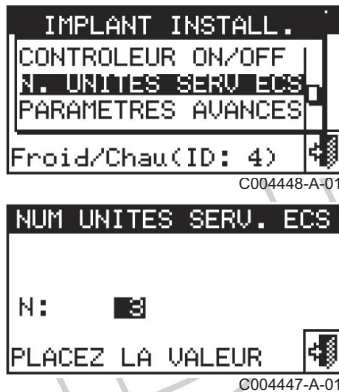 IMPLANT INSTALL.
CONTROLEUR ON/OFF
N. UNITES SERV ECS
PARAMETRES AVANCES
Froid/Chau(ID: 4)
C004448-A-01
NUM UNITES SERV. ECS
N: 3
PLACEZ LA VALEUR
C004447-A-01